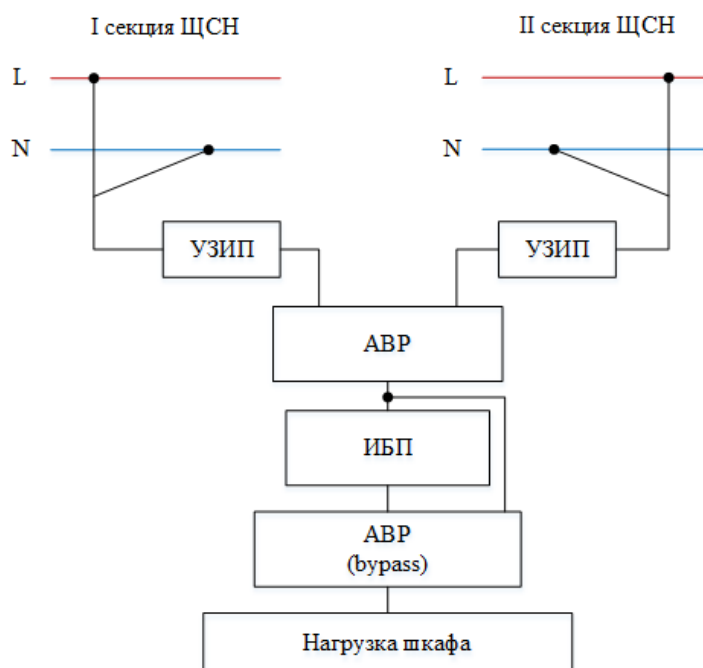 I секция ЩСН
II секция ЩСН
L
L
N
N
УЗИП
УЗИП
АВР
ИБП
АВР
(bypass)
Нагрузка шкафа